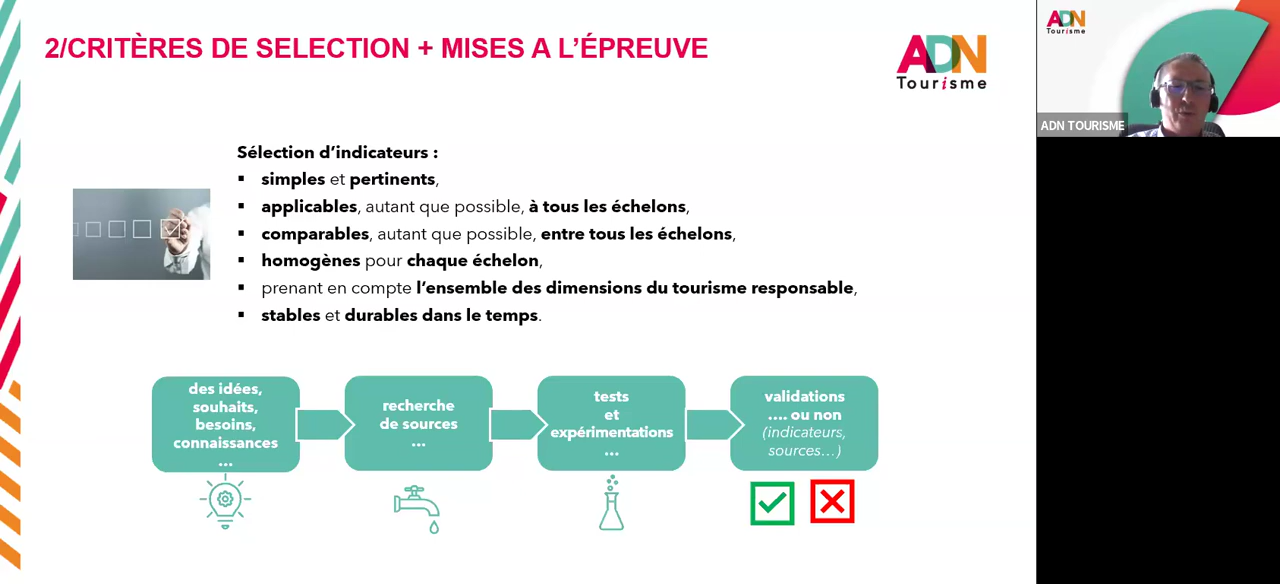 2/CRITÈRES DE SELECTION + MISES A L’ÉPREUVE
ADN
Tourisme
Sélection d’indicateurs :
▪ simples et pertinents,
▪ applicables, autant que possible, à tous les échelons,
▪ comparables, autant que possible, entre tous les échelons,
▪ homogènes pour chaque échelon,
▪ prenant en compte l’ensemble des dimensions du tourisme responsable,
▪ stables et durables dans le temps.
des idées,
souhaits,
besoins,
connaissances
...
recherche
de sources
...
tests
et
expérimentations
...
validations
.... ou non
(indicateurs,
sources...)
ADN
Tourisme
ADN TOURISME